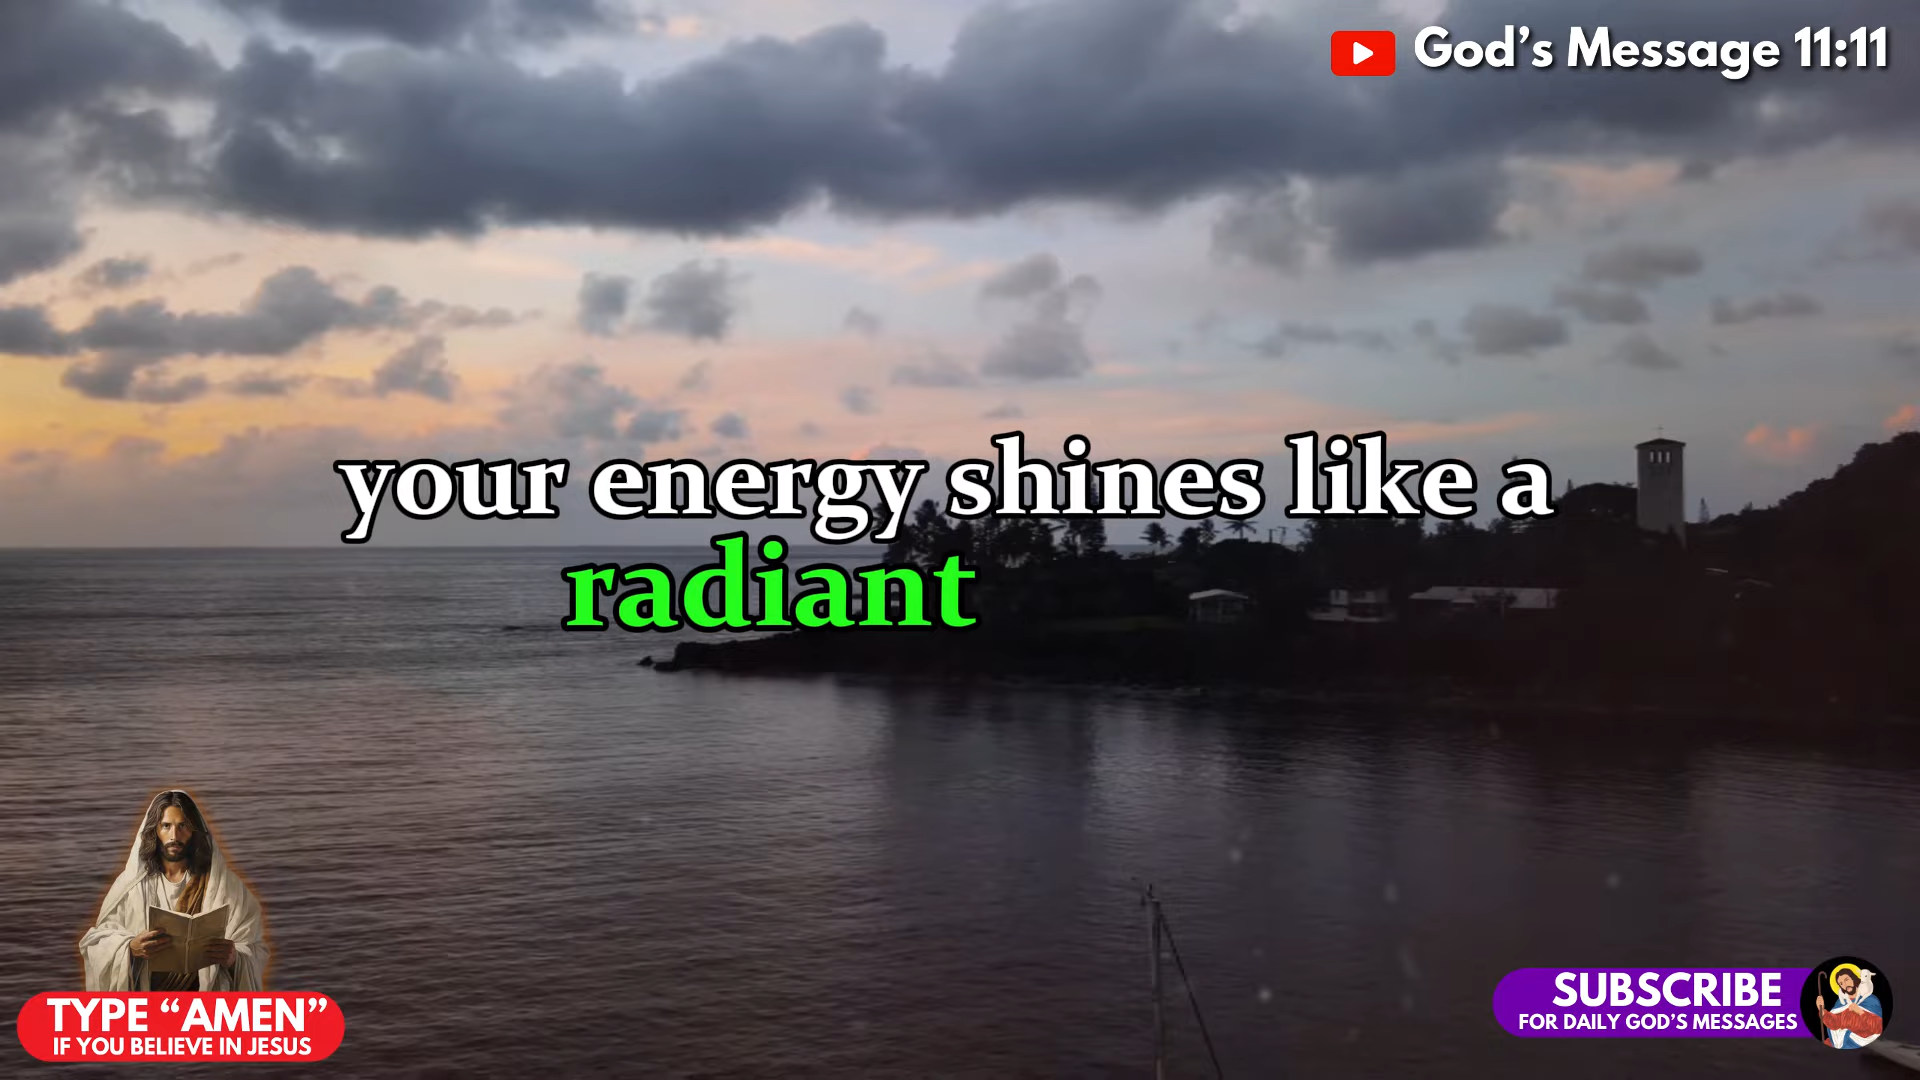 God’s Message 11:11
your energy shines like a
radiant
TYPE “AMEN”
IF YOU BELIEVE IN JESUS
SUBSCRIBE
FOR DAILY GOD’S MESSAGES